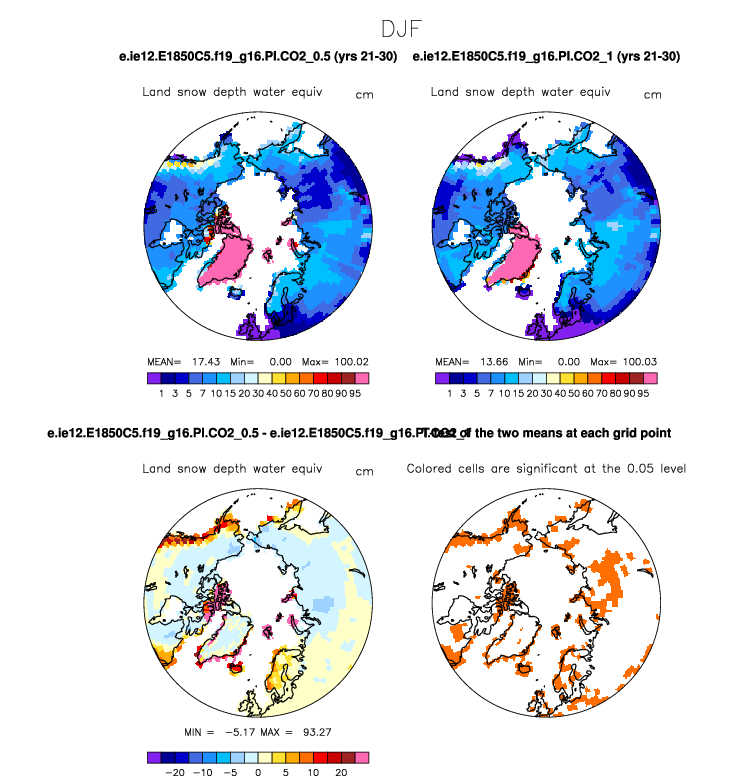 DJF
e.ie12.E1850C5.f19_g16.PI.CO2_0.5 (yrs 21-30) e.ie12.E1850C5.f19_g16.PI.CO2_1 (yrs 21-30)
Land snow depth water equiv cm Land snow depth water equiv cm
MEAN= 17.43 Min= 0.00 Max= 100.02 MEAN= 13.66 Min= 0.00 Max= 100.03
1 3 5 7 10 15 20 30 40 50 60 70 80 90 95 1 3 5 7 10 15 20 30 40 50 60 70 80 90 95
e.ie12.E1850C5.f19_g16.PI.CO2_0.5 - e.ie12.E1850C5.f19_g16.PI.CO2_1 T-Test of the two means at each grid point
Land snow depth water equiv cm Colored cells are significant at the 0.05 level
MIN = -5.17 MAX = 93.27
-20 -10 -5 0 5 10 20